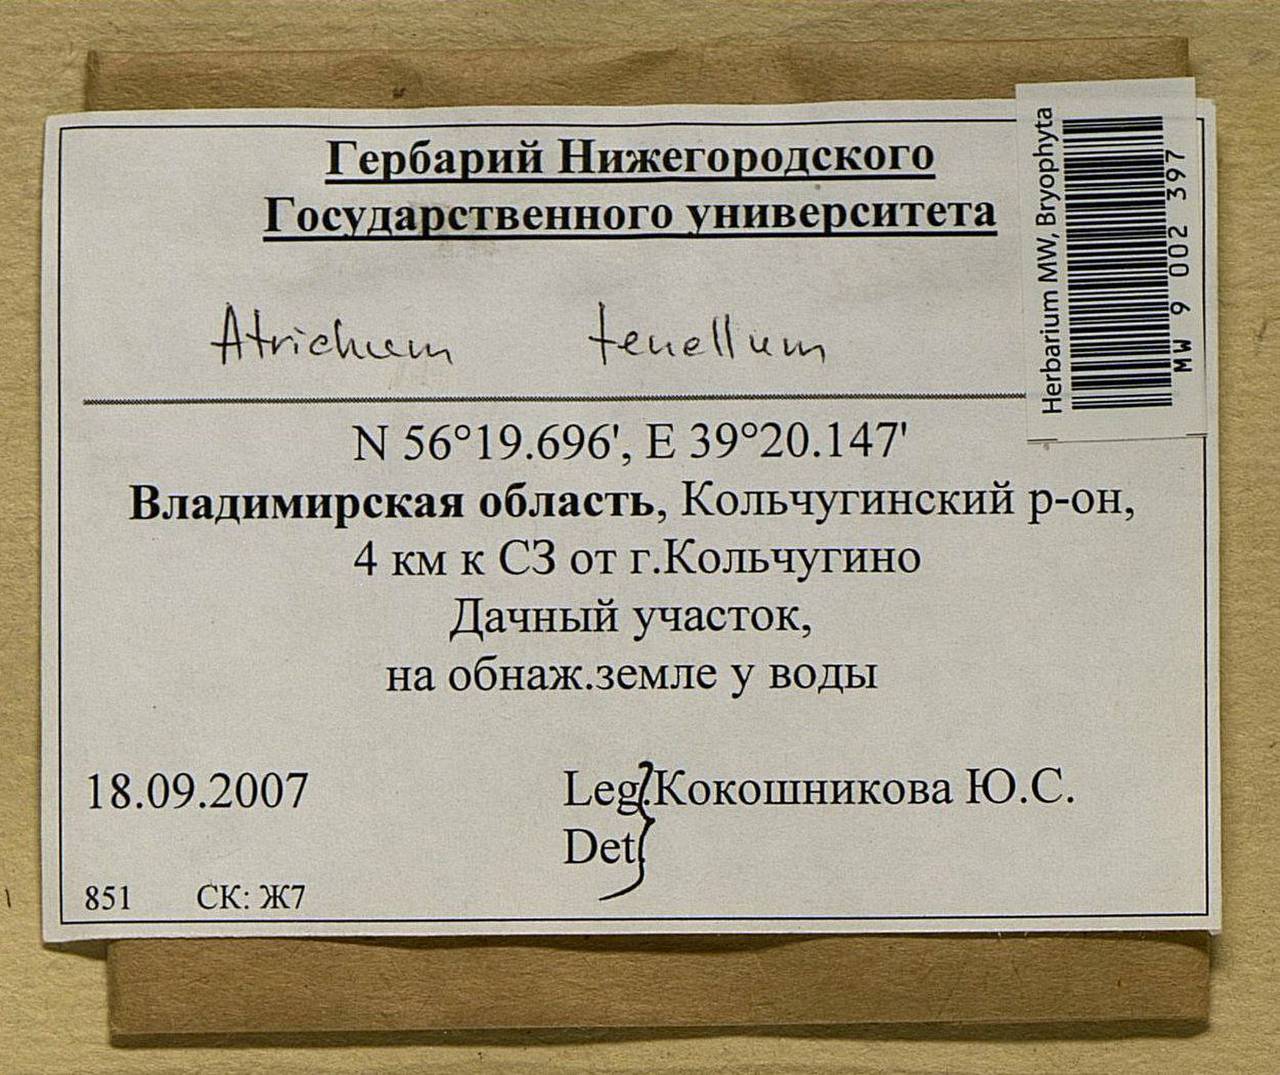 Гербарий Нижегородского
Государственного университета
Atrichum tenellum
N 56°19.696', E 39°20.147'
Владимирская область, Кольчугинский р-он,
4 км к СЗ от г.Кольчугино
Дачный участок,
на обнаж.земле у воды
18.09.2007
Leg. Кокошникова Ю.С.
Det
851 СК: Ж7
Herbarium MW, Bryophyta
MW 9 002 397